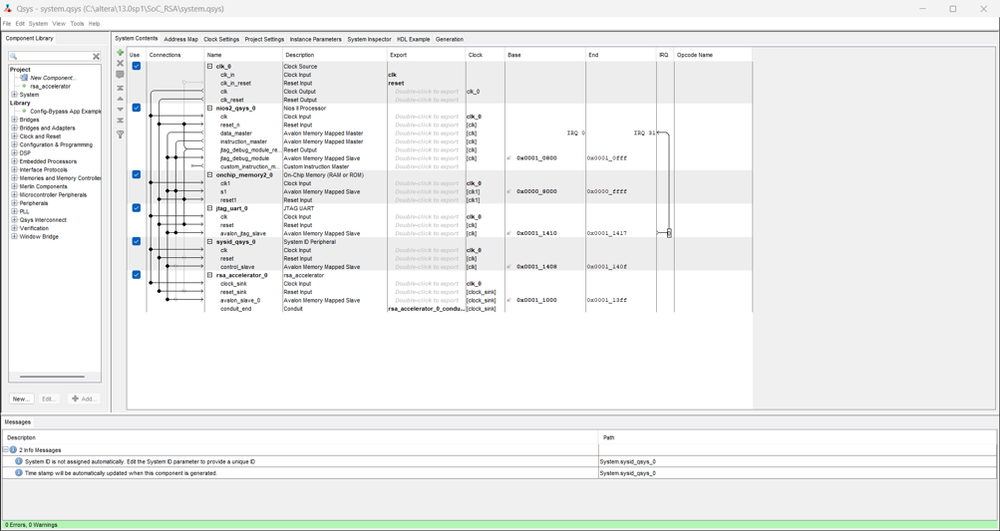 Qsys - system.qsys (C:\altera\13.0sp1\SoC_RSA\system.qsys)
File Edit System View Tools Help
Component Library
Project
New Component...
rsa_accelerator
System
Library
Config-Bypass App Example
Bridges
Bridges and Adapters
Clock and Reset
Configuration & Programming
DSP
Embedded Processors
Interface Protocols
Memories and Memory Controller
Merlin Components
Microcontroller Peripherals
Peripherals
PLL
Qsys Interconnect
Verification
Window Bridge
New... Edit... Add...
System Contents Address Map Clock Settings Project Settings Instance Parameters System Inspector HDL Example Generation
Use Connections Name Description Export Clock Base End IRQ Opcode Name
clk_0 Clock Source
clk_in Clock Input clk
clk_in_reset Reset Input reset
clk Clock Output Double-click to export clk_0
clk_reset Reset Output Double-click to export
nios2_qsys_0 Nios II Processor
clk Clock Input Double-click to export clk_0
reset_n Reset Input Double-click to export [clk]
data_master Avalon Memory Mapped Master Double-click to export [clk] IRQ 0 IRQ 31
instruction_master Avalon Memory Mapped Master Double-click to export [clk]
jtag_debug_module_re... Reset Output Double-click to export [clk]
jtag_debug_module Avalon Memory Mapped Slave Double-click to export [clk] 0x0001_0800 0x0001_0fff
custom_instruction_m... Custom Instruction Master Double-click to export
onchip_memory2_0 On-Chip Memory (RAM or ROM)
clk1 Clock Input Double-click to export clk_0
s1 Avalon Memory Mapped Slave Double-click to export [clk1] 0x0000_8000 0x0000_ffff
reset1 Reset Input Double-click to export [clk1]
jtag_uart_0 JTAG UART
clk Clock Input Double-click to export clk_0
reset Reset Input Double-click to export [clk]
avalon_jtag_slave Avalon Memory Mapped Slave Double-click to export [clk] 0x0001_1410 0x0001_1417
sysid_qsys_0 System ID Peripheral
clk Clock Input Double-click to export clk_0
reset Reset Input Double-click to export [clk]
control_slave Avalon Memory Mapped Slave Double-click to export [clk] 0x0001_1408 0x0001_140f
rsa_accelerator_0 rsa_accelerator
clock_sink Clock Input Double-click to export clk_0
reset_sink Reset Input Double-click to export [clock_sink]
avalon_slave_0 Avalon Memory Mapped Slave Double-click to export [clock_sink] 0x0001_1000 0x0001_13ff
conduit_end Conduit rsa_accelerator_0_condu... [clock_sink]
Messages
Description Path
2 Info Messages
System ID is not assigned automatically. Edit the System ID parameter to provide a unique ID System.sysid_qsys_0
Time stamp will be automatically updated when this component is generated. System.sysid_qsys_0
0 Errors, 0 Warnings